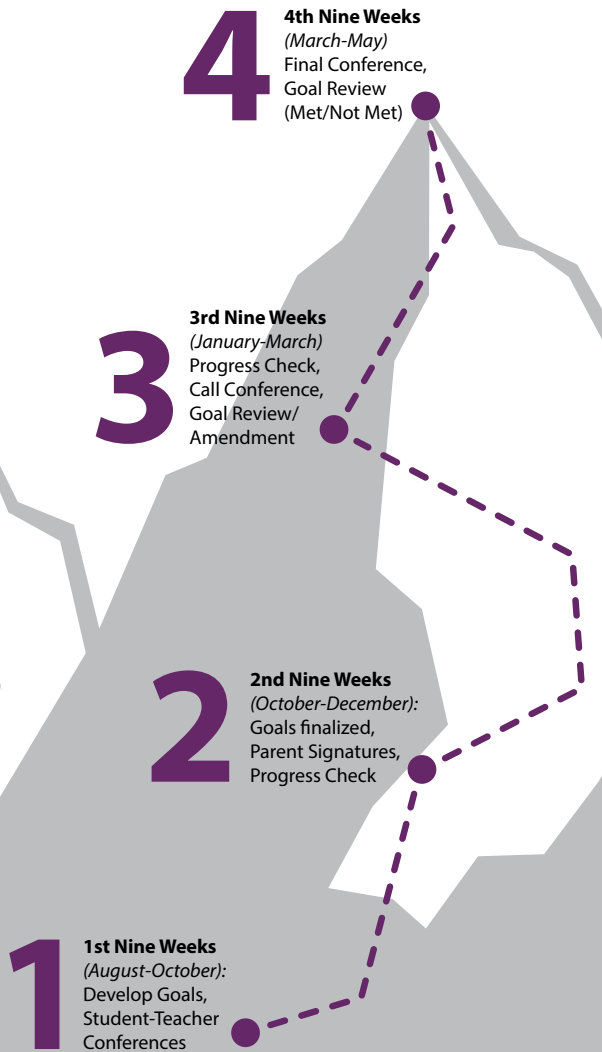 4
4th Nine Weeks
(March-May)
Final Conference,
Goal Review
(Met/Not Met)
3
3rd Nine Weeks
(January-March)
Progress Check,
Call Conference,
Goal Review/
Amendment
2
2nd Nine Weeks
(October-December):
Goals finalized,
Parent Signatures,
Progress Check
1
1st Nine Weeks
(August-October):
Develop Goals,
Student-Teacher
Conferences